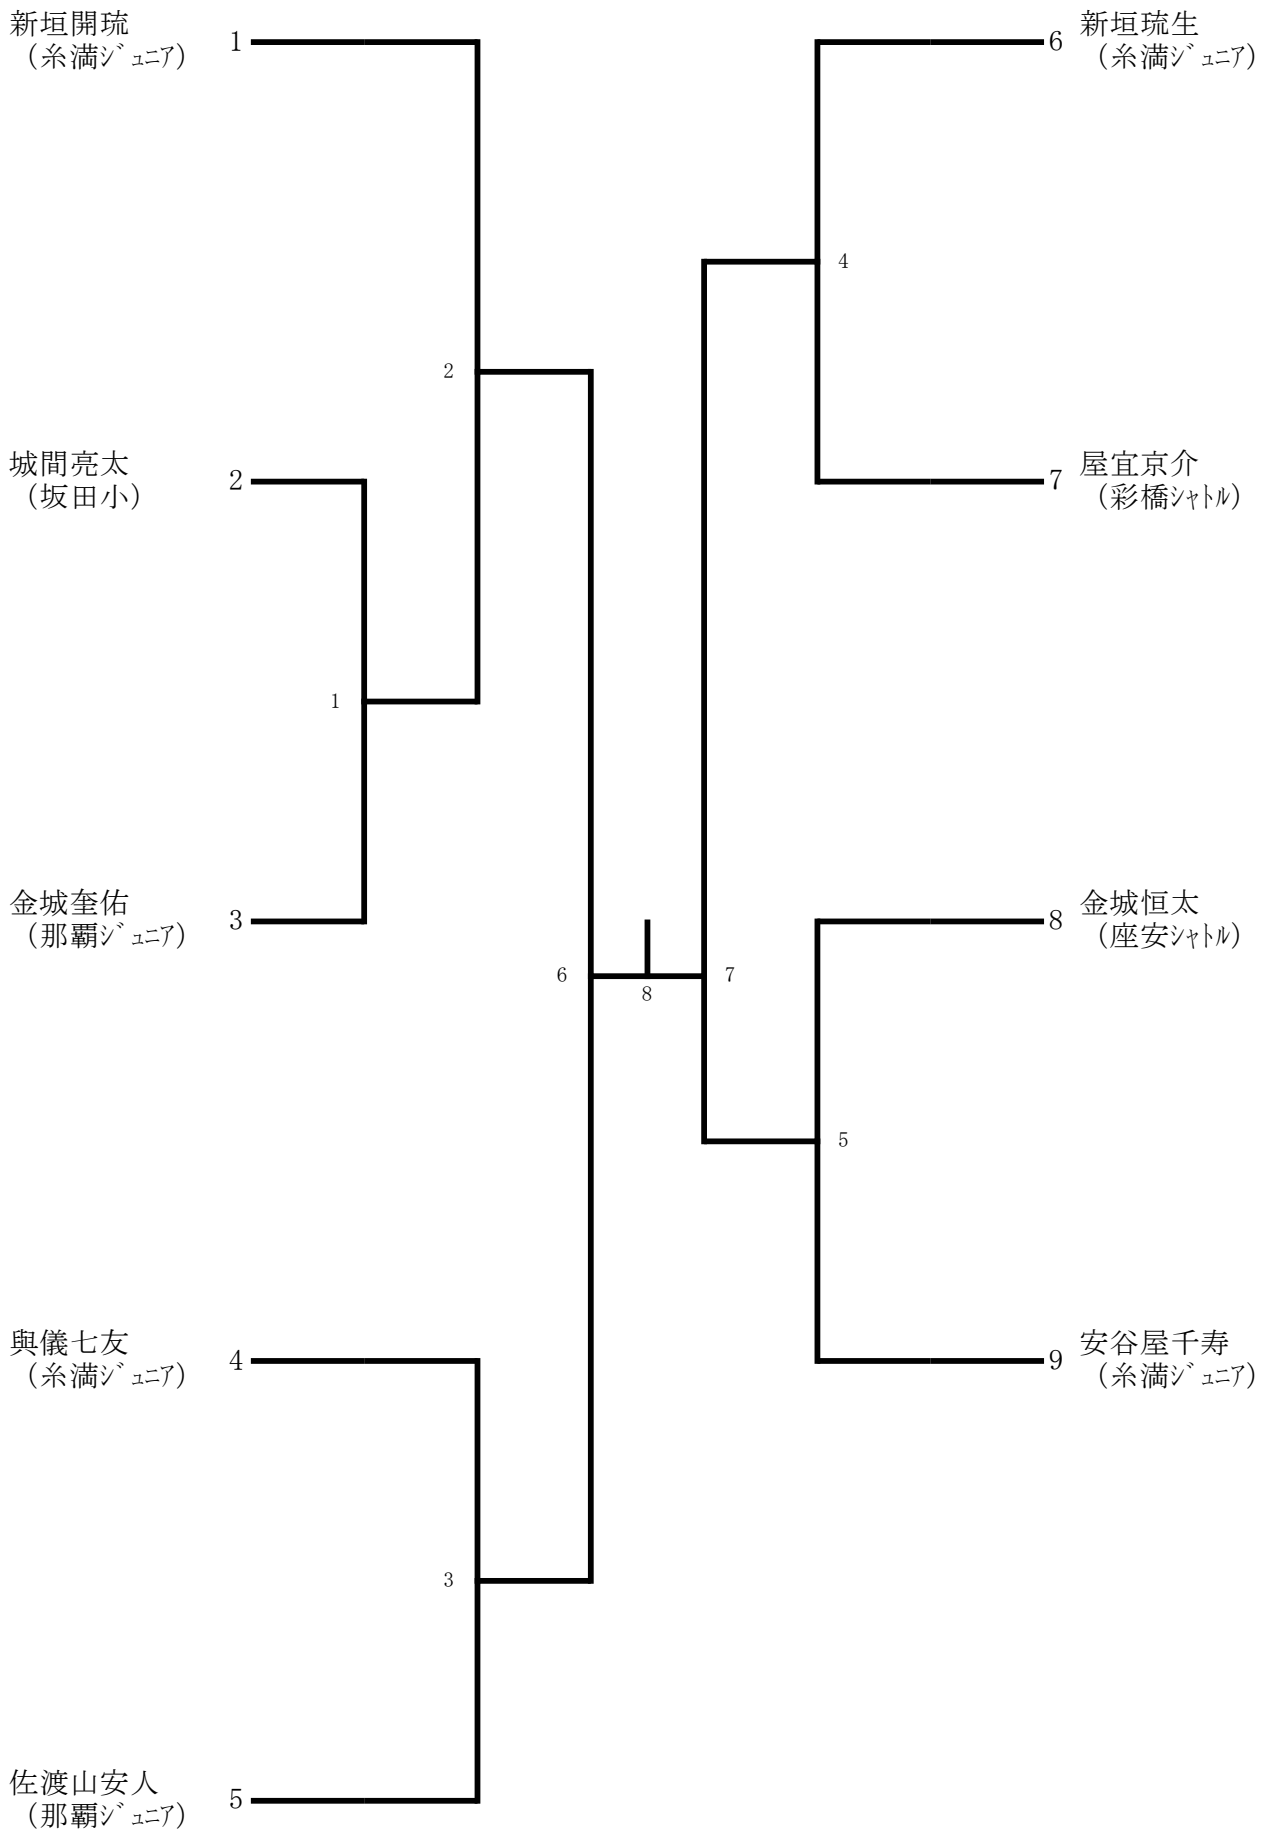 新垣開琉
（糸満ｼﾞｭﾆｱ）
1
城間亮太
（坂田小）
2
金城奎佑
（那覇ｼﾞｭﾆｱ）
3
與儀七友
（糸満ｼﾞｭﾆｱ）
4
佐渡山安人
（那覇ｼﾞｭﾆｱ）
5
1
2
3
6
8
7
4
5
6
新垣琉生
（糸満ｼﾞｭﾆｱ）
7
屋宜京介
（彩橋ｼｬﾄﾙ）
8
金城恒太
（座安ｼｬﾄﾙ）
9
安谷屋千寿
（糸満ｼﾞｭﾆｱ）